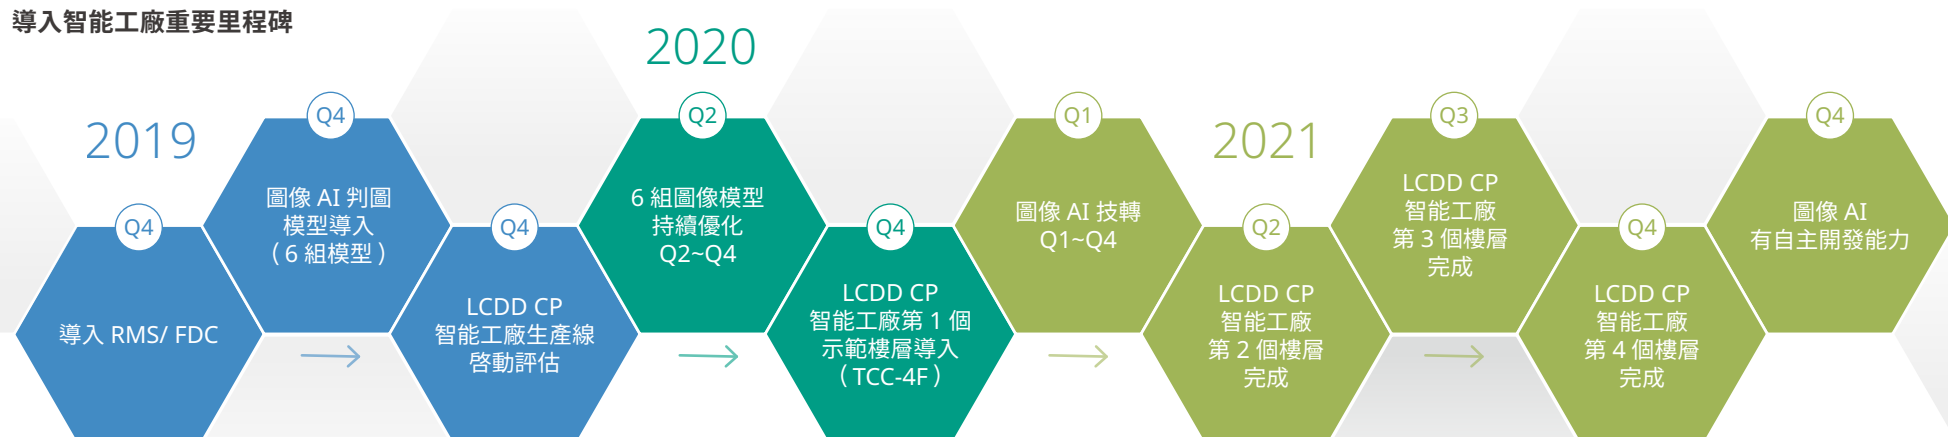 導入智能工廠重要里程碑
2019
Q4
導入 RMS/ FDC
Q4
圖像 AI 判圖
模型導入
（6 組模型）
Q4
LCDD CP
智能工廠生產線
啓動評估
2020
Q2
6 組圖像模型
持續優化
Q2~Q4
Q4
LCDD CP
智能工廠第 1 個
示範樓層導入
（TCC-4F）
2021
Q1
圖像 AI 技轉
Q1~Q4
Q2
LCDD CP
智能工廠
第 2 個樓層
完成
Q3
LCDD CP
智能工廠
第 3 個樓層
完成
Q4
LCDD CP
智能工廠
第 4 個樓層
完成
Q4
圖像 AI
有自主開發能力